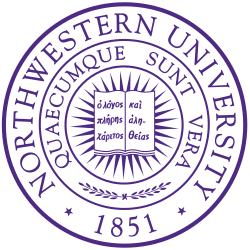 NORTHWESTERN UNIVERSITY
QUAECUMQUE SUNT VERA
ὁ λόγος
πλήρης
χάριτος
καὶ
ἀλη-
θείας
1851